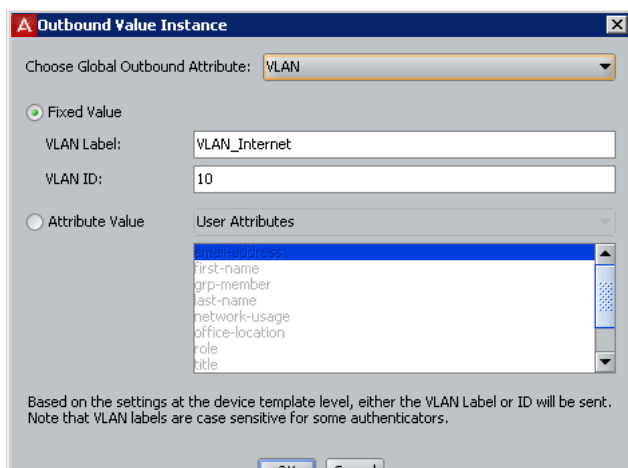 Outbound Value Instance
Choose Global Outbound Attribute: VLAN
Fixed Value
VLAN Label: VLAN_Internet
VLAN ID: 10
Attribute Value User Attributes
email-address
first-name
grp-member
last-name
network-usage
office-location
role
title
Based on the settings at the device template level, either the VLAN Label or ID will be sent.
Note that VLAN labels are case sensitive for some authenticators.